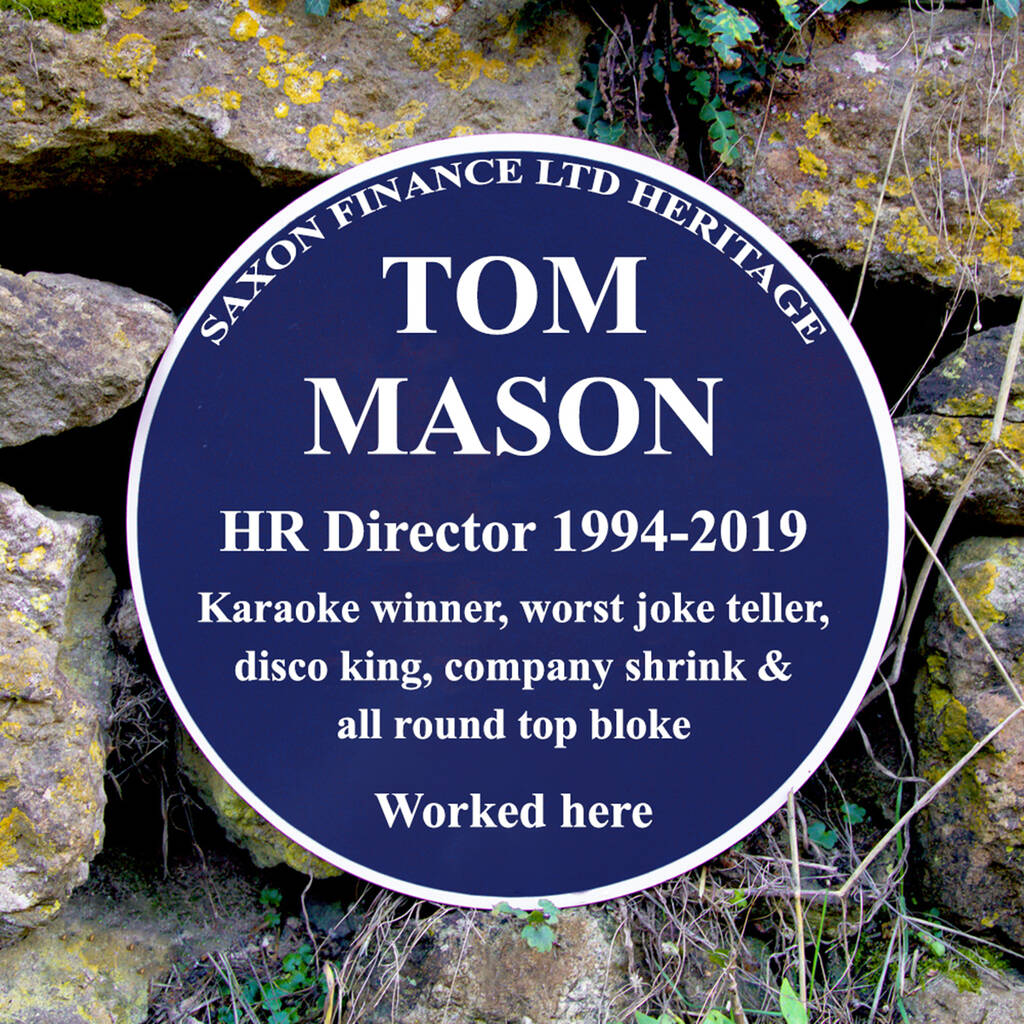 SAXON FINANCE LTD HERITAGE
TOM
MASON
HR Director 1994-2019
Karaoke winner, worst joke teller,
disco king, company shrink &
all round top bloke
Worked here